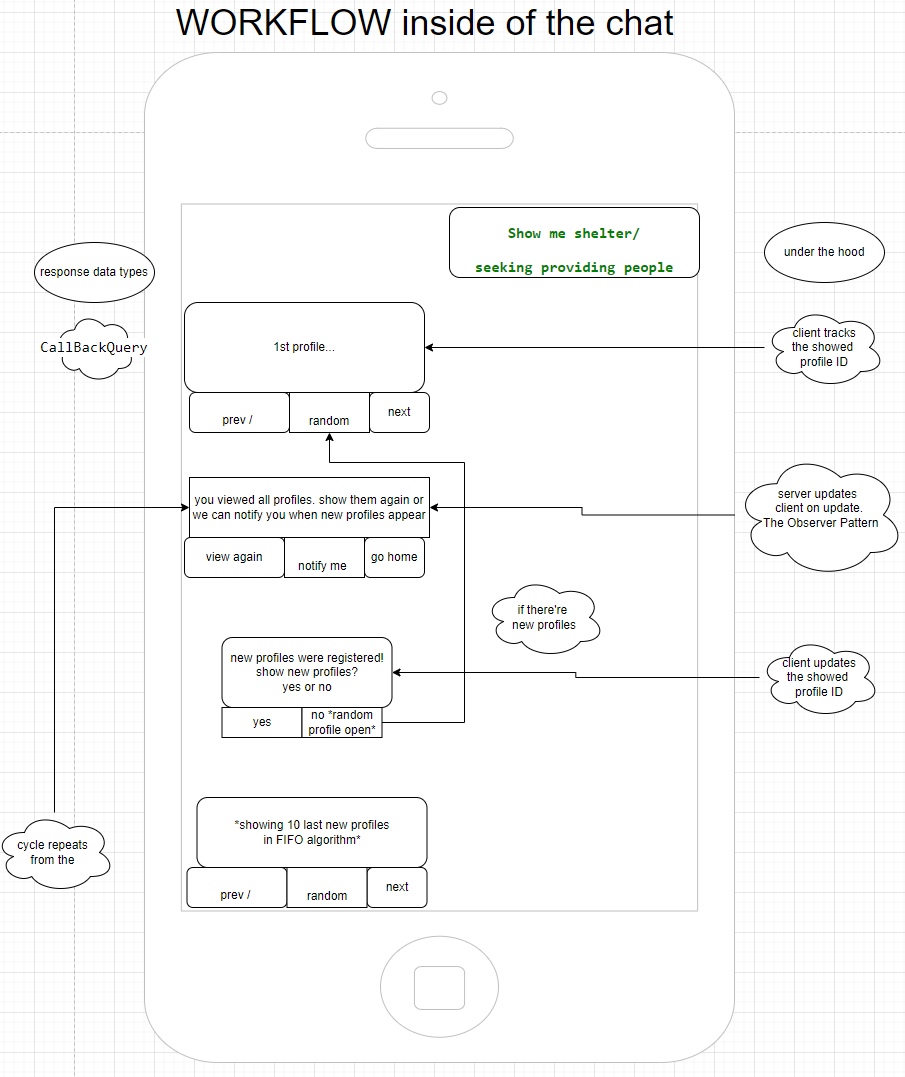 WORKFLOW inside of the chat
Show me shelter/
seeking providing people
response data types
under the hood
CallBackQuery
1st profile...
client tracks
the showed
profile ID
prev /
random
next
you viewed all profiles. show them again or
we can notify you when new profiles appear
server updates
client on update.
The Observer Pattern
view again
notify me
go home
if there're
new profiles
new profiles were registered!
show new profiles?
yes or no
client updates
the showed
profile ID
yes
no *random
profile open*
*showing 10 last new profiles
in FIFO algorithm*
cycle repeats
from the
prev /
random
next